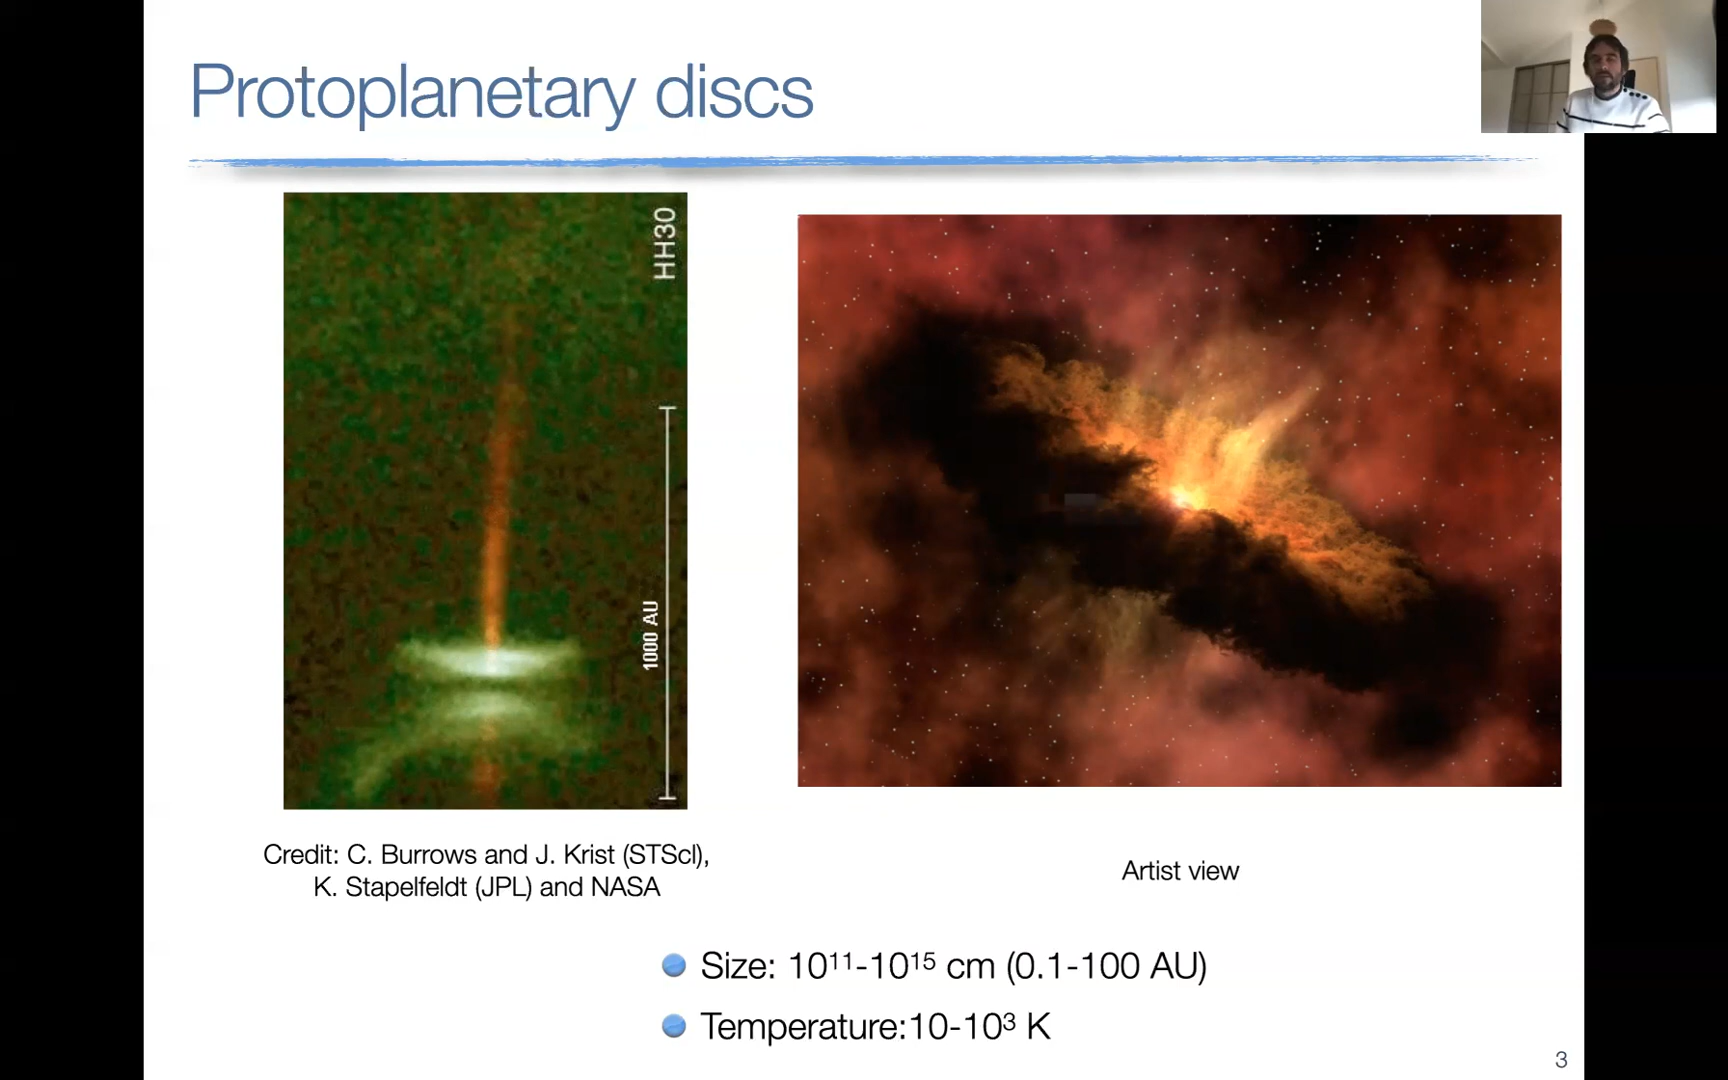 Protoplanetary discs
HH30
1000 AU
Credit: C. Burrows and J. Krist (STScI),
K. Stapelfeldt (JPL) and NASA
Artist view
Size: 10¹¹-10¹⁵ cm (0.1-100 AU)
Temperature:10-10³ K
3